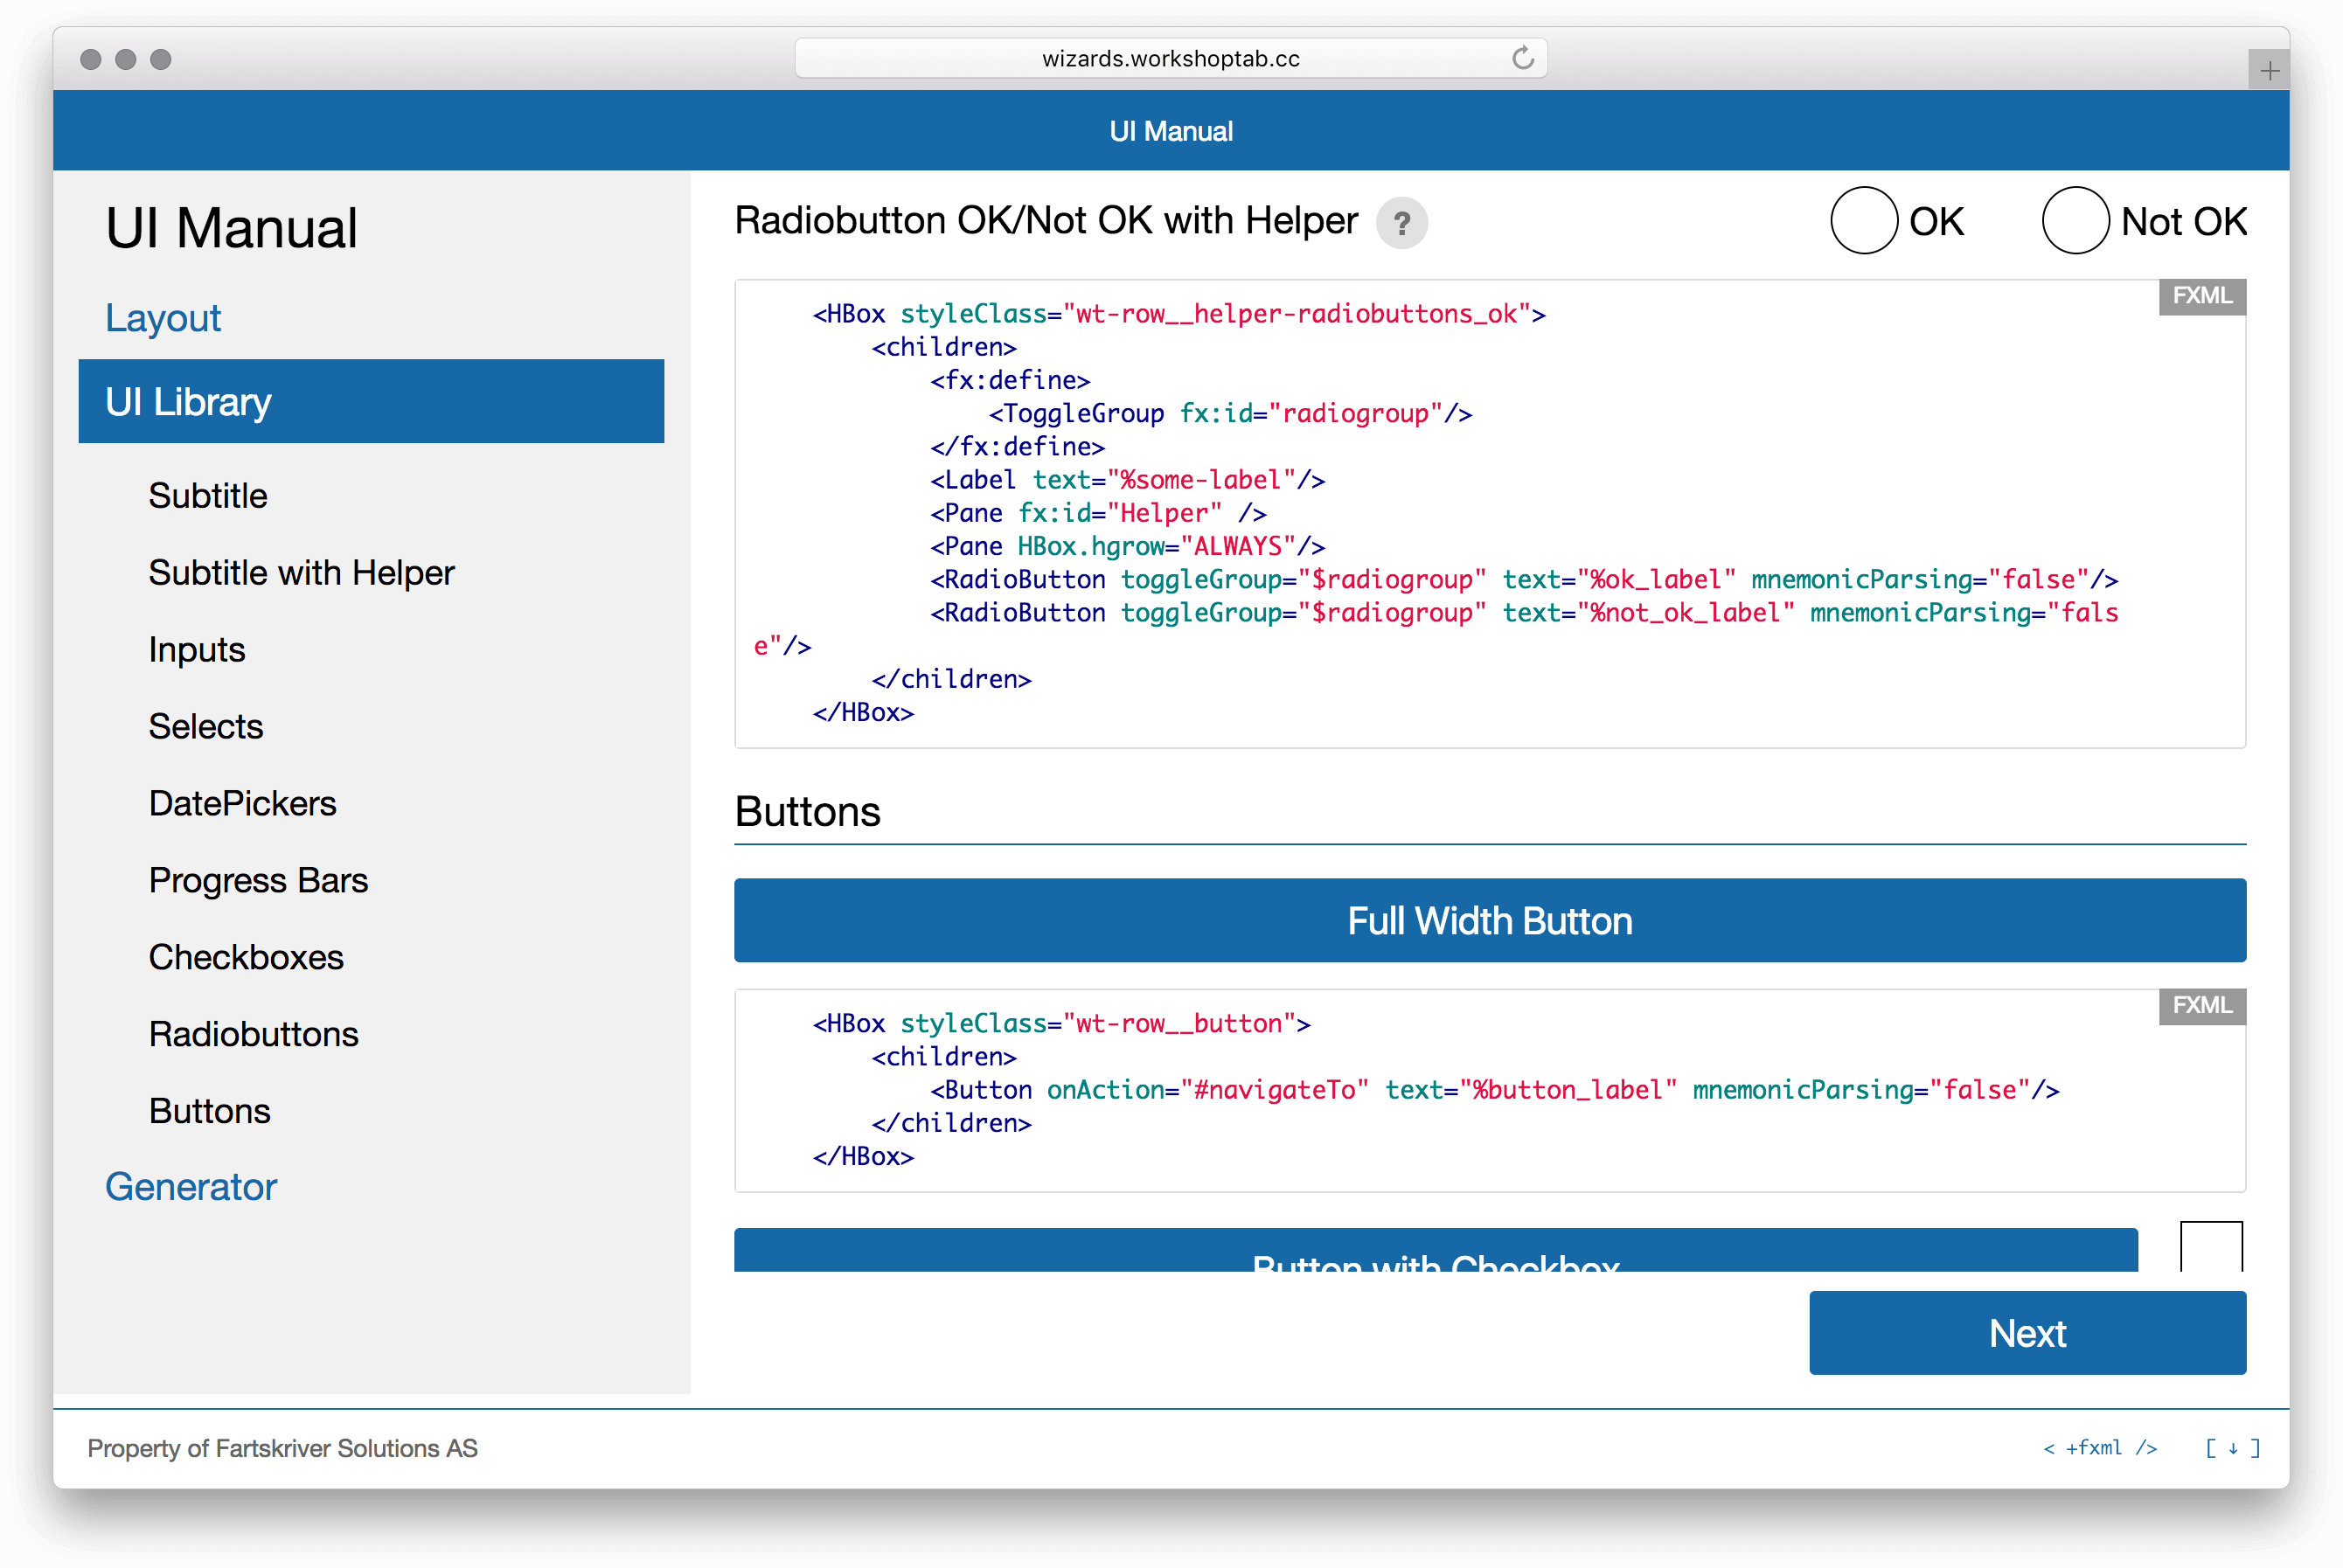 wizards.workshoptab.cc
UI Manual
UI Manual
Layout
UI Library
Subtitle
Subtitle with Helper
Inputs
Selects
DatePickers
Progress Bars
Checkboxes
Radiobuttons
Buttons
Generator
Radiobutton OK/Not OK with Helper ?
OK
Not OK
FXML
<HBox styleClass="wt-row__helper-radiobuttons_ok">
<children>
<fx:define>
<ToggleGroup fx:id="radiogroup"/>
</fx:define>
<Label text="%some-label"/>
<Pane fx:id="Helper" />
<Pane HBox.hgrow="ALWAYS"/>
<RadioButton toggleGroup="$radiogroup" text="%ok_label" mnemonicParsing="false"/>
<RadioButton toggleGroup="$radiogroup" text="%not_ok_label" mnemonicParsing="fals
e"/>
</children>
</HBox>
Buttons
Full Width Button
FXML
<HBox styleClass="wt-row__button">
<children>
<Button onAction="#navigateTo" text="%button_label" mnemonicParsing="false"/>
</children>
</HBox>
Button with Checkbox
Next
Property of Fartskriver Solutions AS
< +fxml />
[ ↓ ]